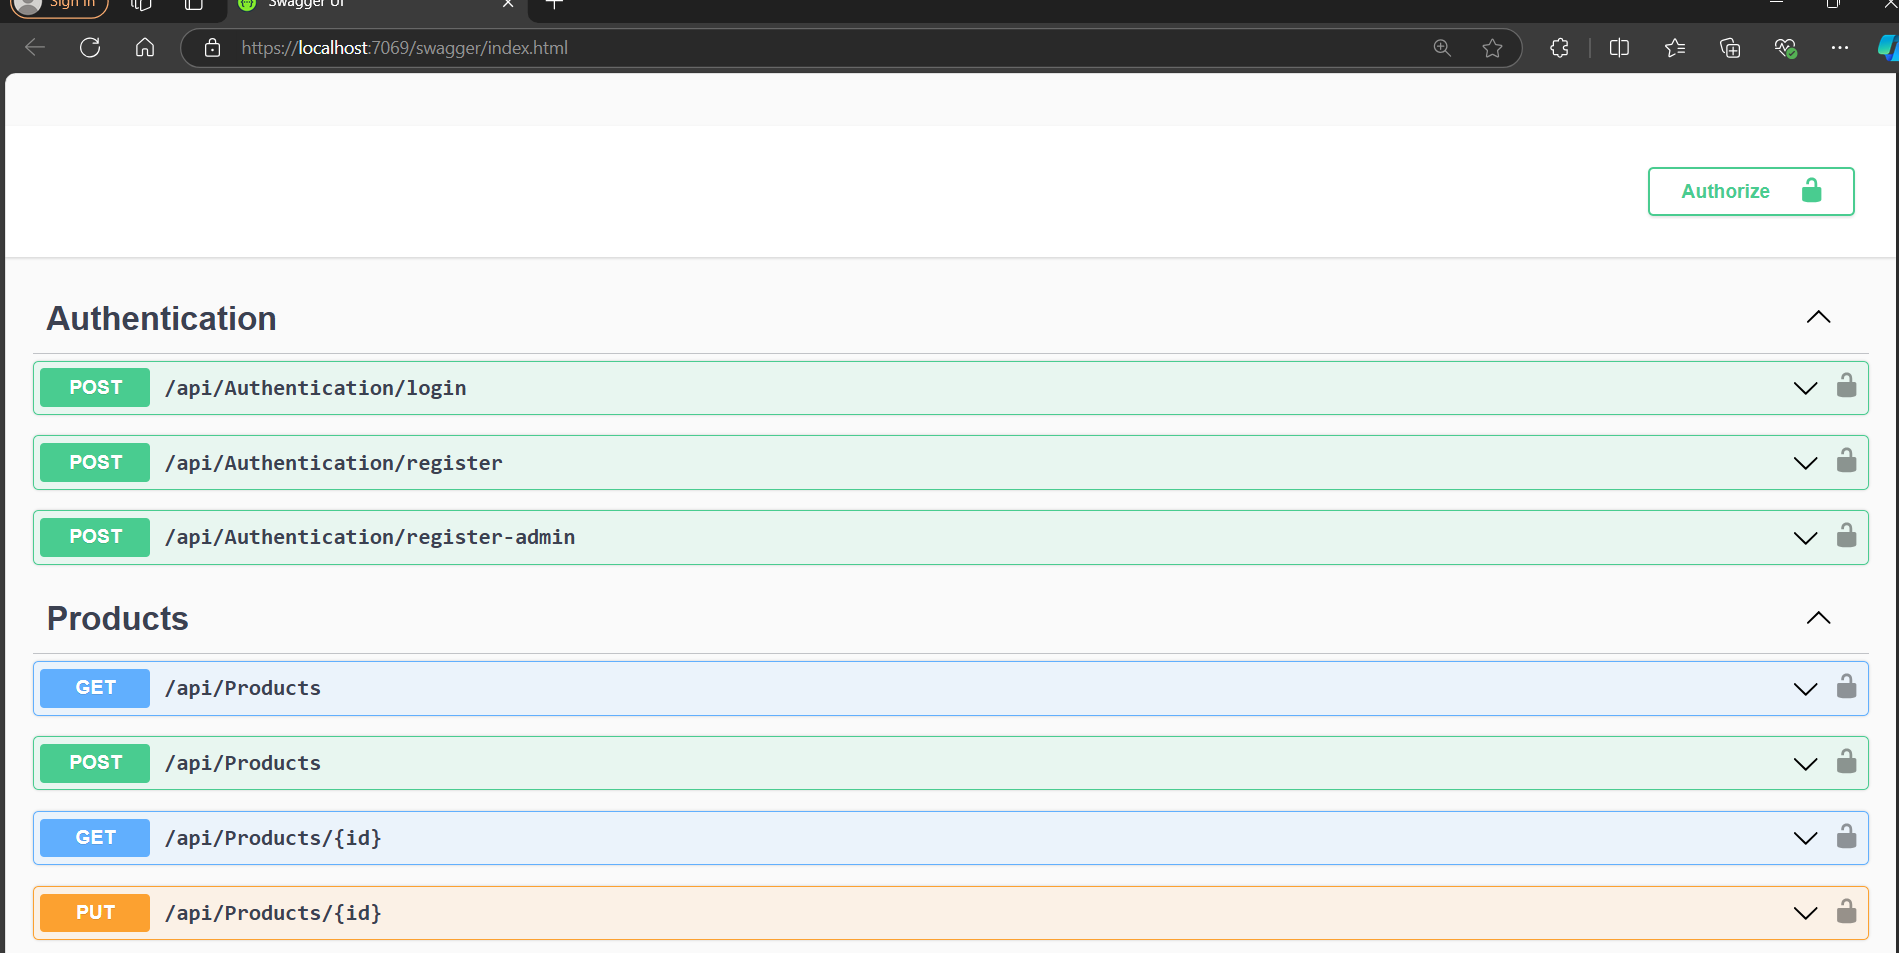 Sign in
Swagger UI
https://localhost:7069/swagger/index.html
Authorize
Authentication
POST /api/Authentication/login
POST /api/Authentication/register
POST /api/Authentication/register-admin
Products
GET /api/Products
POST /api/Products
GET /api/Products/{id}
PUT /api/Products/{id}